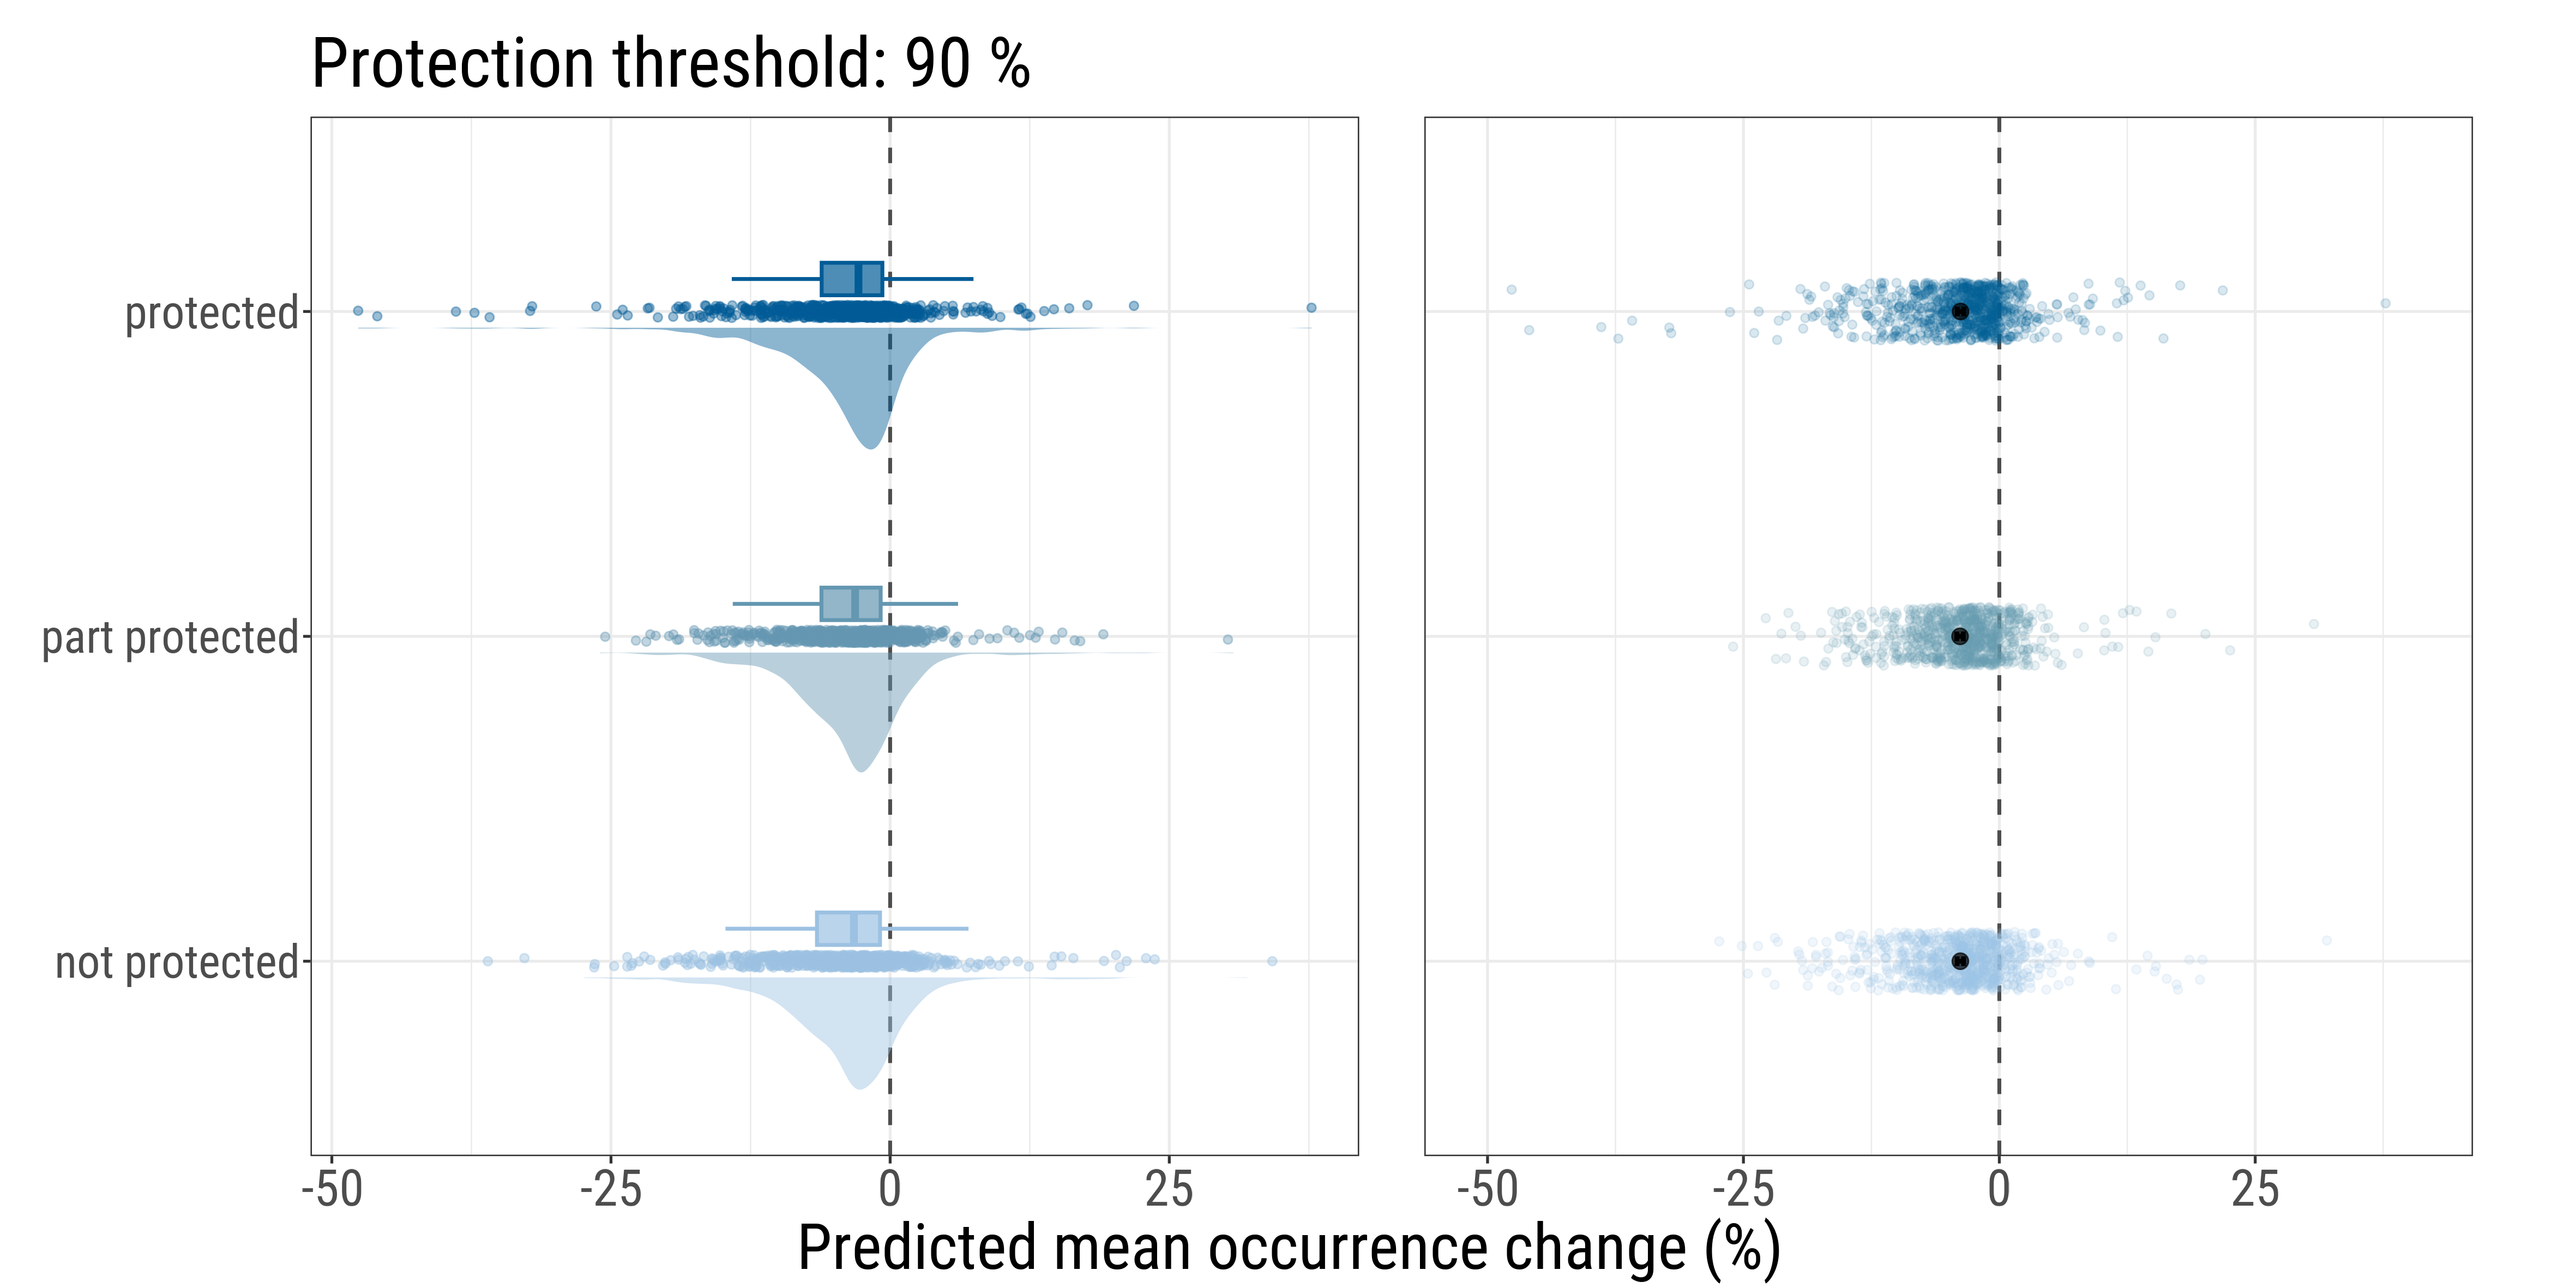 Protection threshold: 90 %
protected
part protected
not protected
-50 -25 0 25
-50 -25 0 25
Predicted mean occurrence change (%)